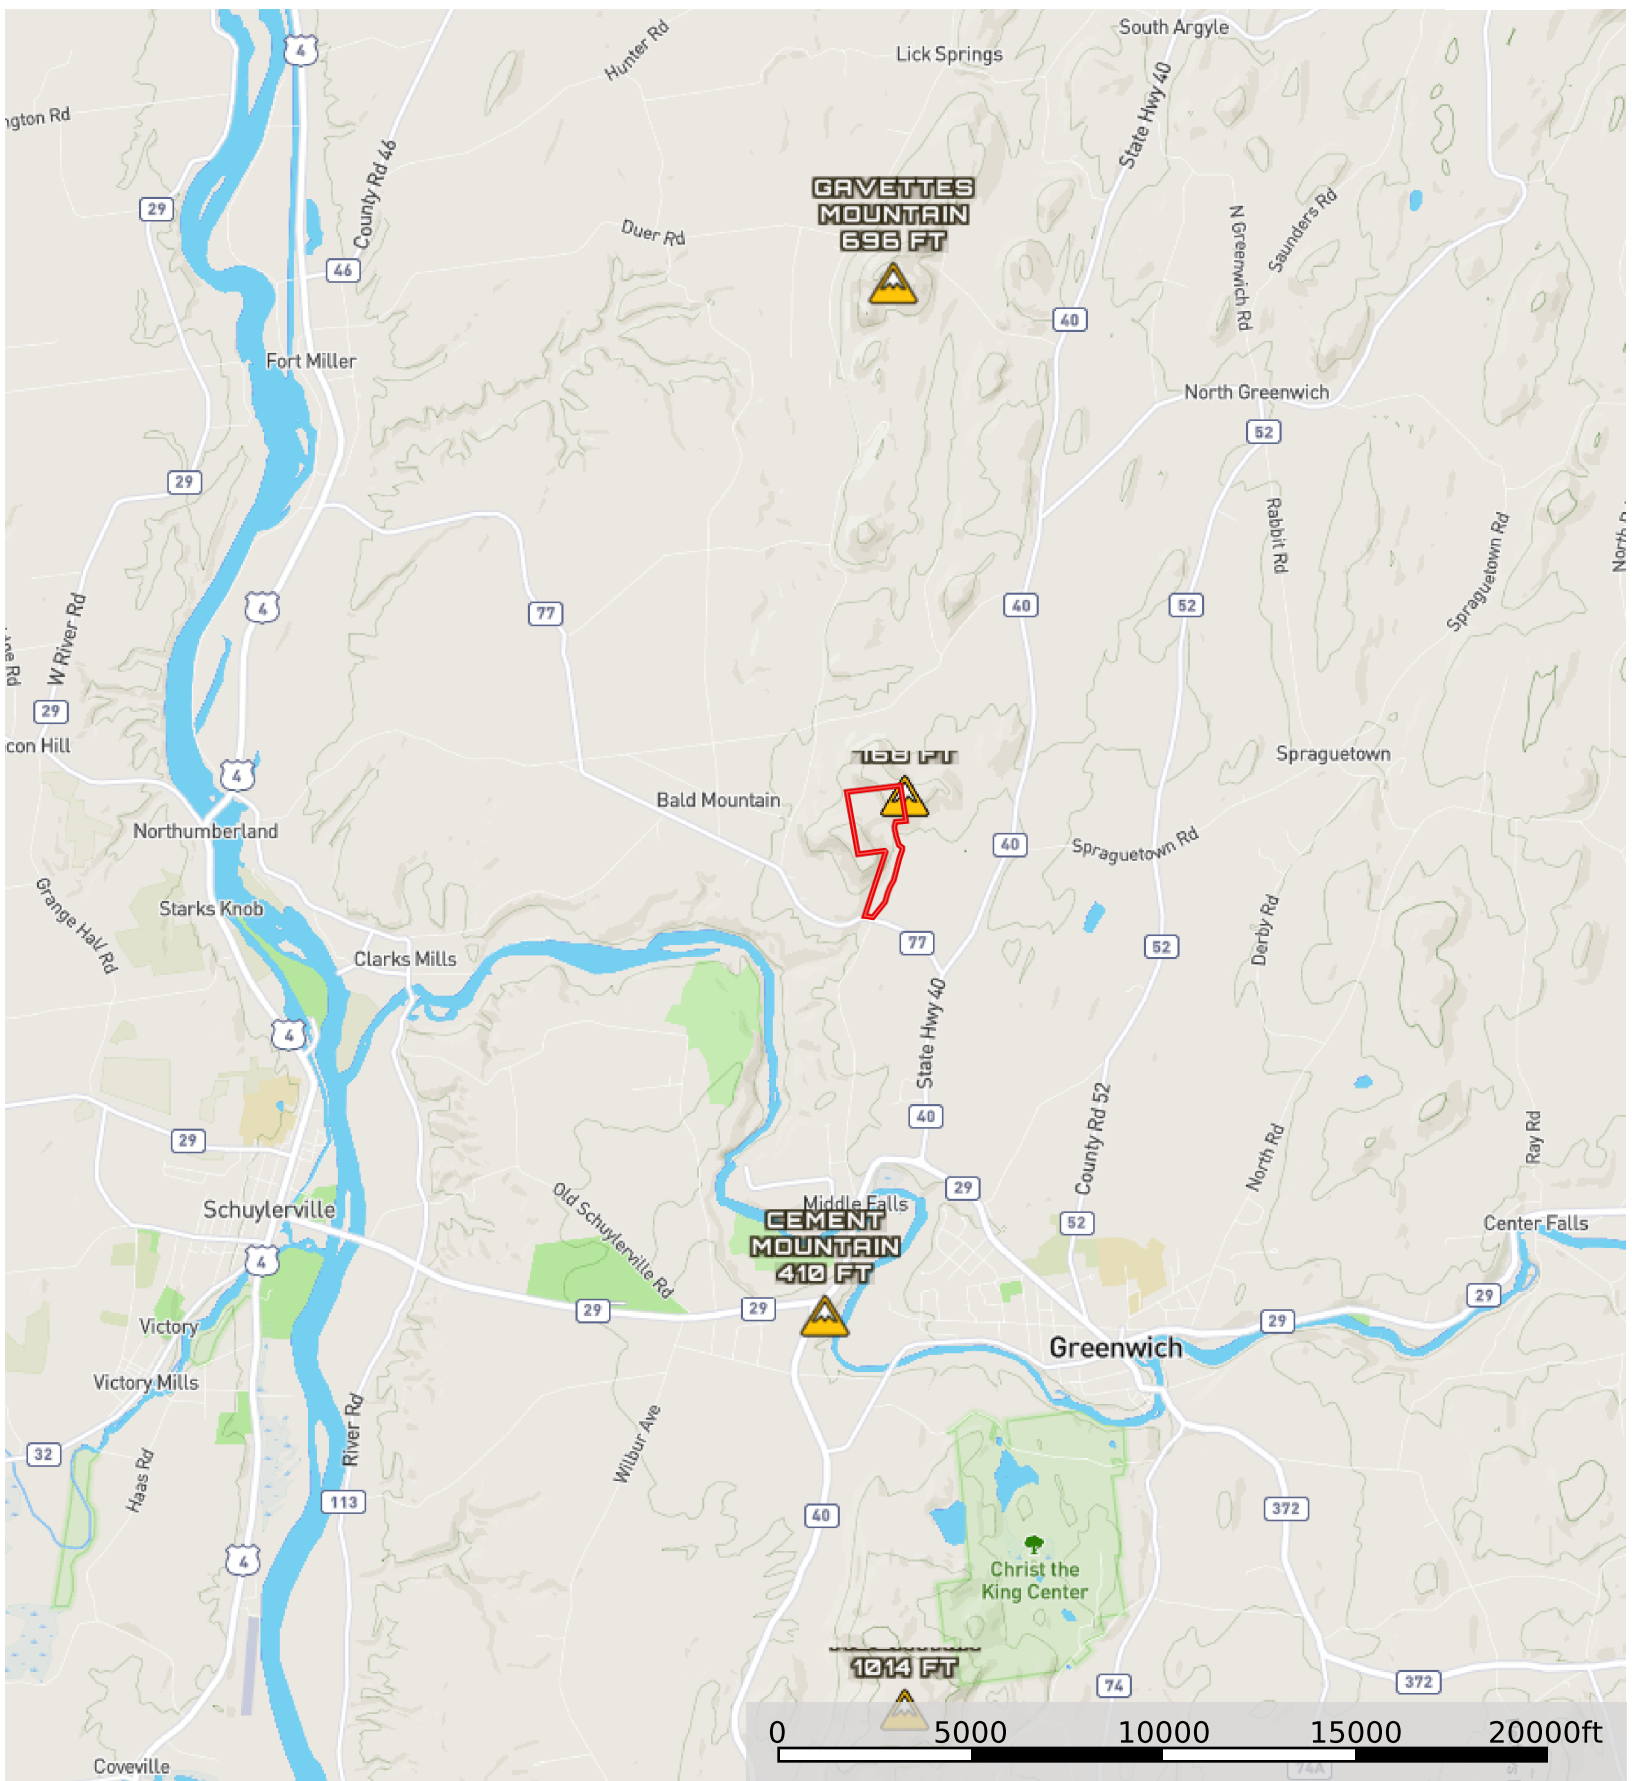 South Argyle
4
Hunter Rd
Lick Springs
State Hwy 40
County Rd 46
29
GAVETTES
MOUNTAIN
696 FT
Saunders Rd
N Greenwich Rd
Duer Rd
46
40
Fort Miller
North Greenwich
52
29
Rabbit Rd
Spraguetown Rd
4
77
40
52
W River Rd
29
Spraguetown
4
Bald Mountain
Northumberland
40
Spraguetown Rd
Grange Hall Rd
Starks Knob
Derby Rd
77
52
Clarks Mills
State Hwy 40
4
40
County Rd 52
North Rd
Ray Rd
29
Old Schuylerville Rd
29
Schuylerville
Middle Falls
52
Center Falls
CEMENT
MOUNTAIN
410 FT
4
29
29
29
29
Victory
Greenwich
Victory Mills
River Rd
Wilbur Ave
32
Haas Rd
113
40
372
4
Christ the
King Center
1014 FT
74
372
0 5000 10000 15000 20000ft
Coveville
74A